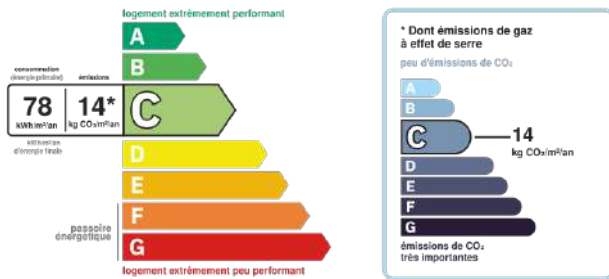 logement extrêmement performant
consommation
(énergie primaire)
émissions
78
kWh/m²/an
14*
kg CO₂/m²/an
d'énergie finale
A
B
C
D
E
F
G
passoire
énergétique
logement extrêmement peu performant
* Dont émissions de gaz
à effet de serre
peu d'émissions de CO₂
A
B
C
14
kg CO₂/m²/an
D
E
F
G
émissions de CO₂
très importantes